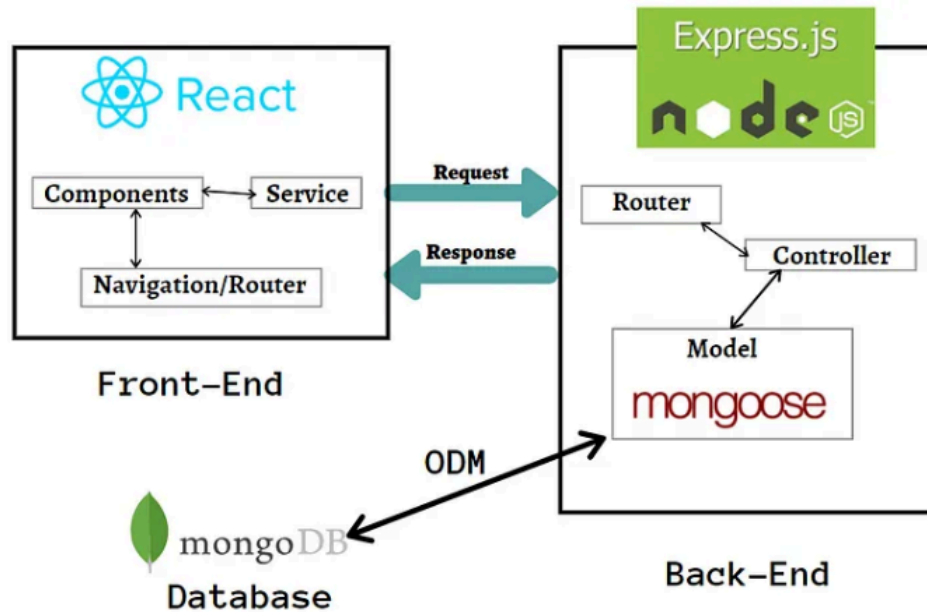 React
Components
Service
Navigation/Router
Front-End
Request
Response
Express.js
node
JS
Router
Controller
Model
mongoose
Back-End
ODM
mongoDB
Database